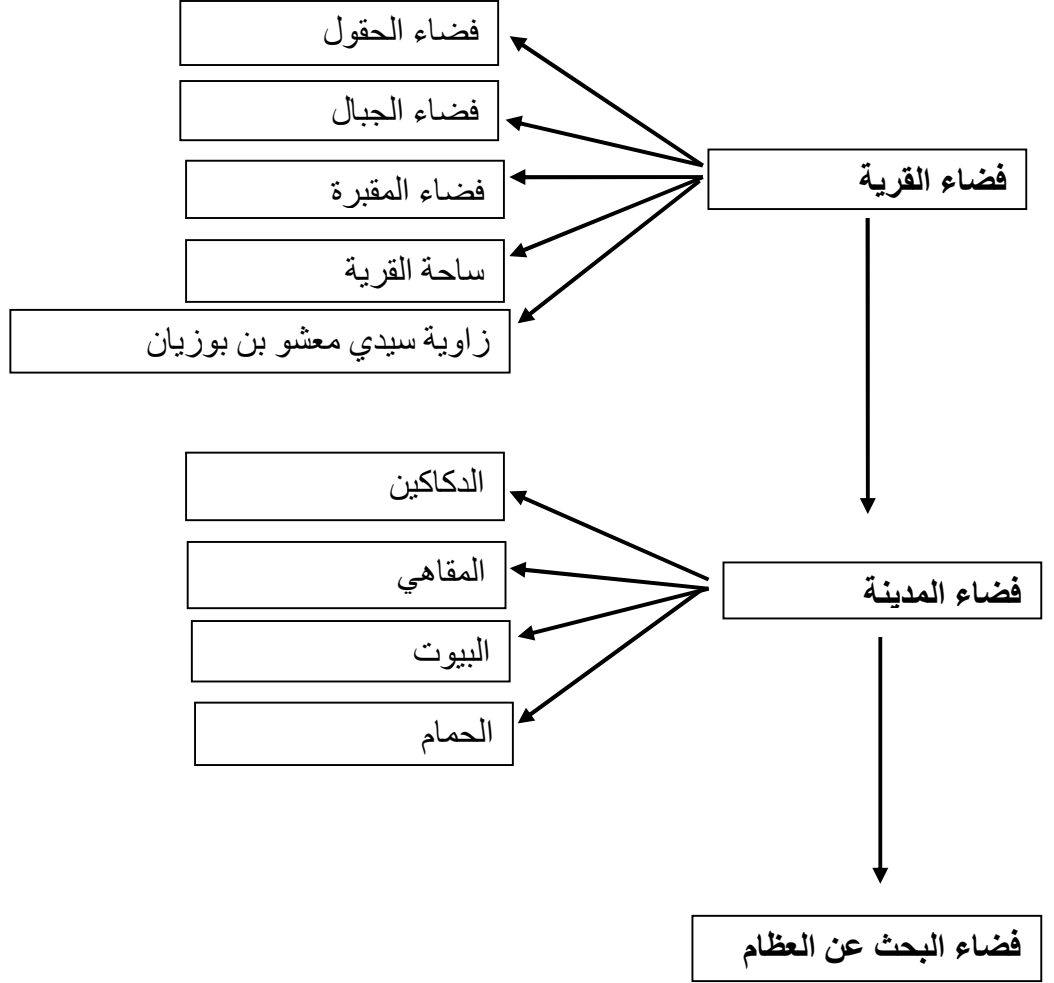 فضاء القرية
فضاء الحقول
فضاء الجبال
فضاء المقبرة
ساحة القرية
زاوية سيدي معشو بن بوزيان
فضاء المدينة
الدكاكين
المقاهي
البيوت
الحمام
فضاء البحث عن العظام